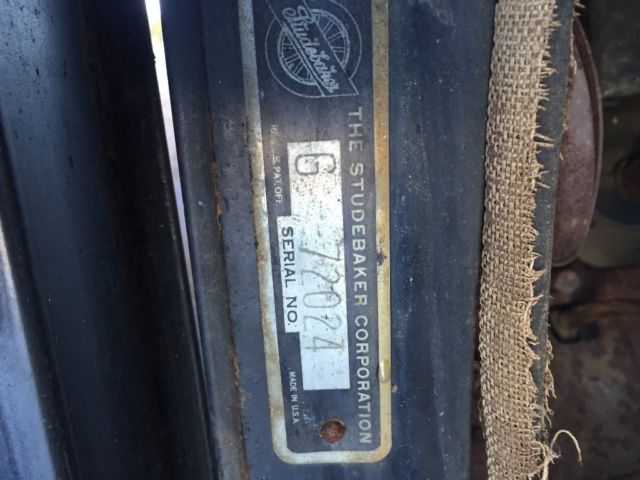 Studebaker
REG. U.S. PAT. OFF.
THE STUDEBAKER CORPORATION
SERIAL NO.
G 72024
MADE IN U.S.A.